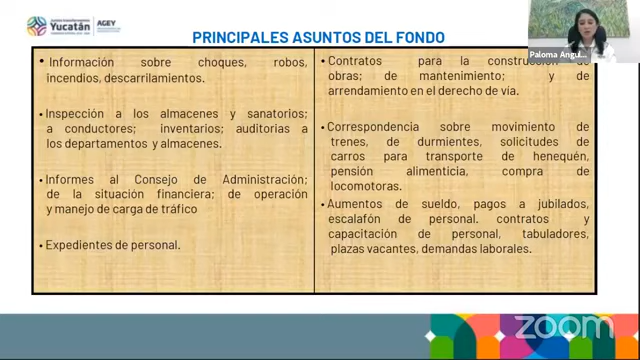 Yucatán
AGEY
Paloma Angul...
PRINCIPALES ASUNTOS DEL FONDO
• Información sobre choques, robos,
incendios, descarrilamientos.
• Inspección a los almacenes y sanatorios;
a conductores; inventarios; auditorias a
los departamentos y almacenes.
• Informes al Consejo de Administración;
de la situación financiera; de operación
y manejo de carga de tráfico
• Expedientes de personal.
• Contratos para la construcción de
obras; de mantenimiento; y de
arrendamiento en el derecho de vía.
• Correspondencia sobre movimiento de
trenes, de durmientes, solicitudes de
carros para transporte de henequén,
pensión alimenticia, compra de
locomotoras.
• Aumentos de sueldo, pagos a jubilados,
escalafón de personal. contratos y
capacitación de personal, tabuladores,
plazas vacantes, demandas laborales.
zoom